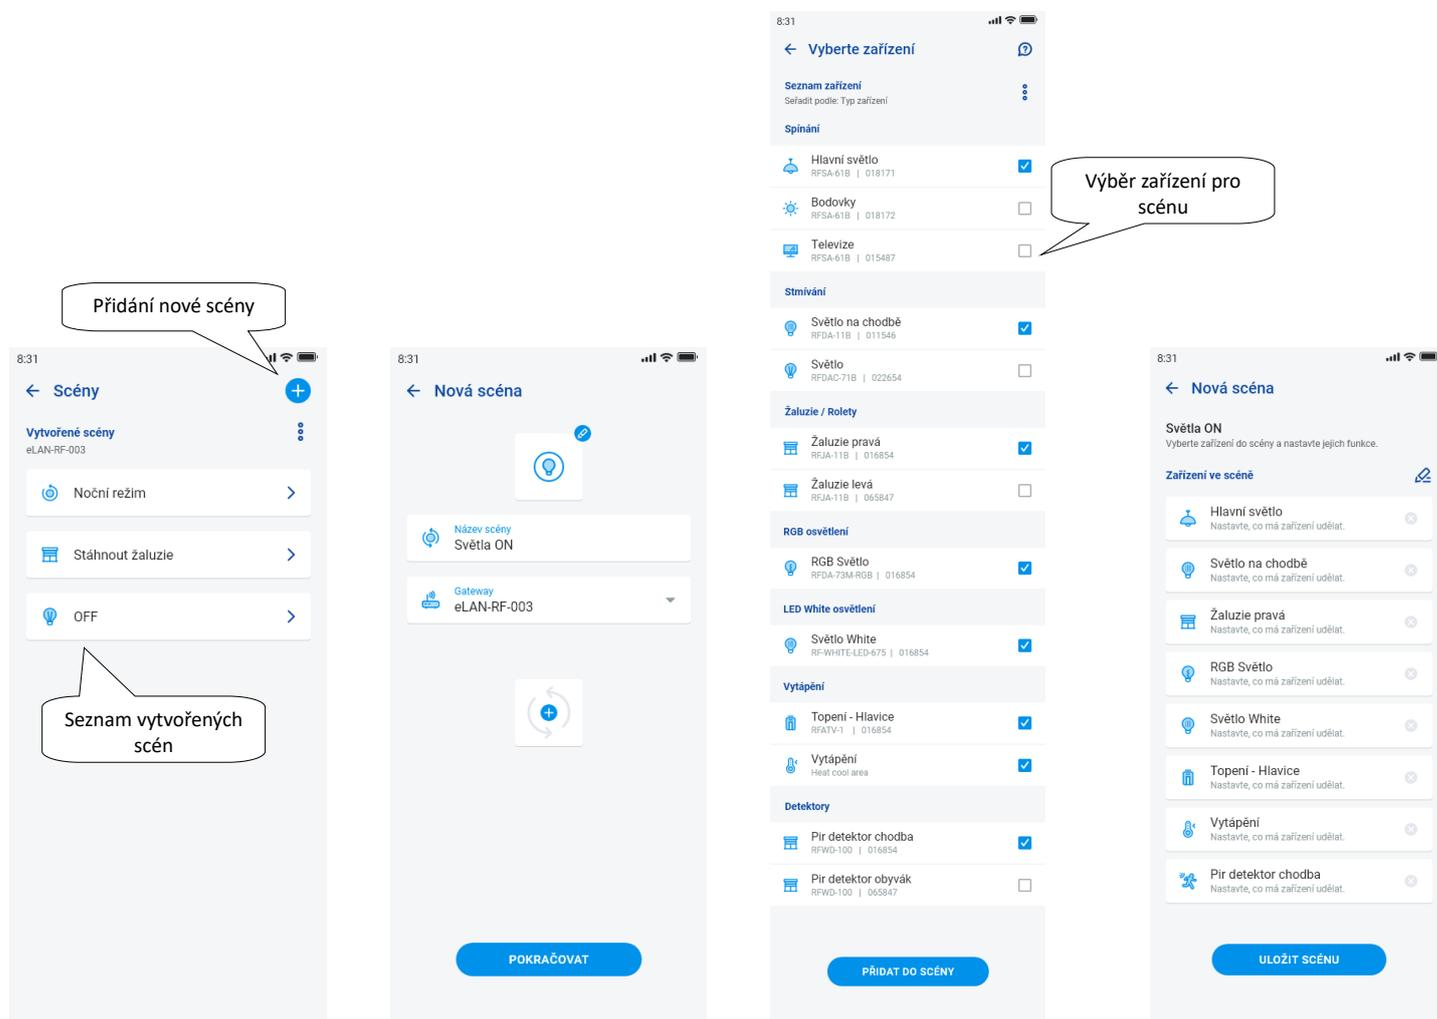 Přidání nové scény
8:31
Scény
Vytvořené scény
eLAN-RF-003
Noční režim
Stáhnout žaluzie
OFF
Seznam vytvořených
scén
8:31
Nová scéna
Název scény
Světla ON
Gateway
eLAN-RF-003
POKRAČOVAT
8:31
Vyberte zařízení
Seznam zařízení
Seřadit podle: Typ zařízení
Spínání
Hlavní světlo
RFSA-61B | 018171
Bodovky
RFSA-61B | 018172
Televize
RFSA-61B | 015487
Stmívání
Světlo na chodbě
RFDA-11B | 011546
Světlo
RFDAC-71B | 022654
Žaluzie / Rolety
Žaluzie pravá
RFJA-11B | 016854
Žaluzie levá
RFJA-11B | 065847
RGB osvětlení
RGB Světlo
RFDA-73M-RGB | 016854
LED White osvětlení
Světlo White
RF-WHITE-LED-675 | 016854
Vytápění
Topení - Hlavice
RFATV-1 | 016854
Vytápění
Heat cool area
Detektory
Pir detektor chodba
RFWD-100 | 016854
Pir detektor obyvák
RFWD-100 | 065847
PŘIDAT DO SCÉNY
Výběr zařízení pro
scénu
8:31
Nová scéna
Světla ON
Vyberte zařízení do scény a nastavte jejich funkce.
Zařízení ve scéně
Hlavní světlo
Nastavte, co má zařízení udělat.
Světlo na chodbě
Nastavte, co má zařízení udělat.
Žaluzie pravá
Nastavte, co má zařízení udělat.
RGB Světlo
Nastavte, co má zařízení udělat.
Světlo White
Nastavte, co má zařízení udělat.
Topení - Hlavice
Nastavte, co má zařízení udělat.
Vytápění
Nastavte, co má zařízení udělat.
Pir detektor chodba
Nastavte, co má zařízení udělat.
ULOŽIT SCÉNU